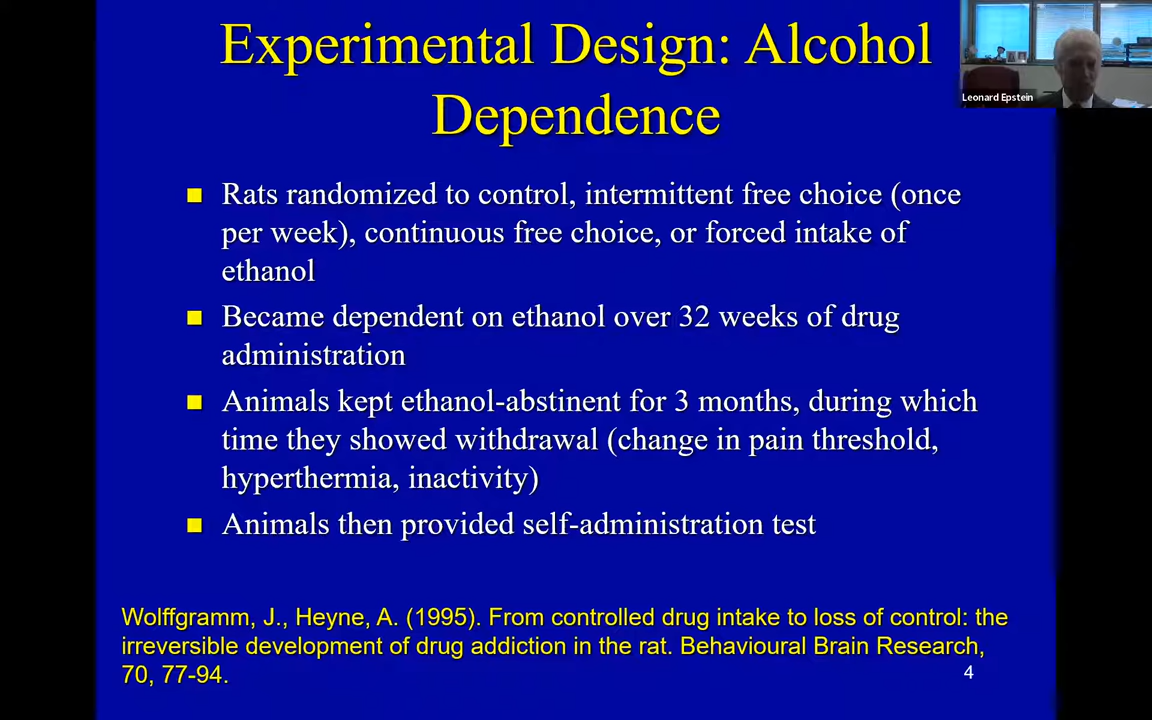 Experimental Design: Alcohol
Dependence
Leonard Epstein
Rats randomized to control, intermittent free choice (once
per week), continuous free choice, or forced intake of
ethanol
Became dependent on ethanol over 32 weeks of drug
administration
Animals kept ethanol-abstinent for 3 months, during which
time they showed withdrawal (change in pain threshold,
hyperthermia, inactivity)
Animals then provided self-administration test
Wolffgramm, J., Heyne, A. (1995). From controlled drug intake to loss of control: the
irreversible development of drug addiction in the rat. Behavioural Brain Research,
70, 77-94.
4